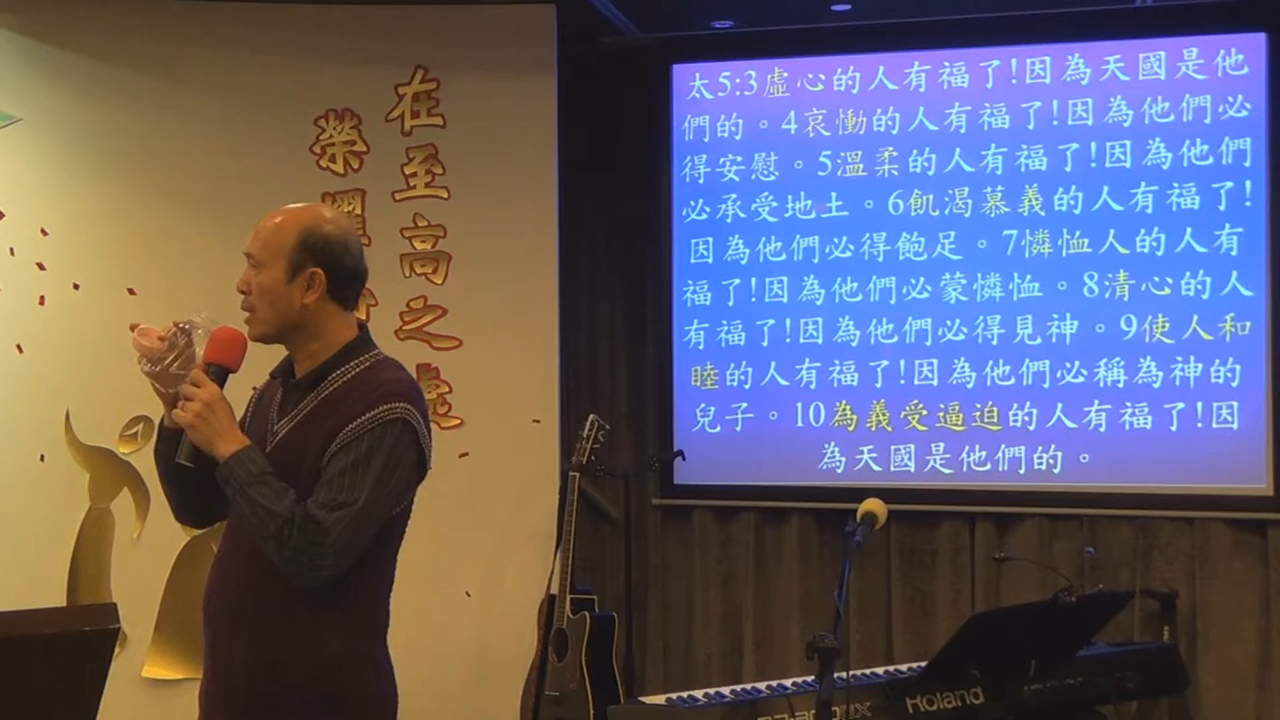 在至高之處
榮耀
太5:3虛心的人有福了!因為天國是他
們的。4哀慟的人有福了!因為他們必
得安慰。5溫柔的人有福了!因為他們
必承受地土。6飢渴慕義的人有福了!
因為他們必得飽足。7憐恤人的人有
福了!因為他們必蒙憐恤。8清心的人
有福了!因為他們必得見神。9使人和
睦的人有福了!因為他們必稱為神的
兒子。10為義受逼迫的人有福了!因
為天國是他們的。
Roland